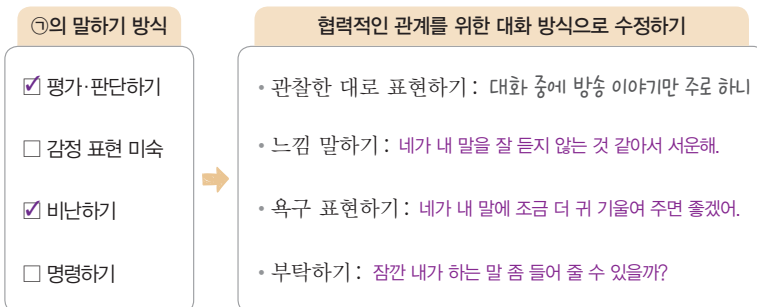 ㉠의 말하기 방식
협력적인 관계를 위한 대화 방식으로 수정하기
평가·판단하기
감정 표현 미숙
비난하기
명령하기
• 관찰한 대로 표현하기: 대화 중에 방송 이야기만 주로 하니
• 느낌 말하기: 네가 내 말을 잘 듣지 않는 것 같아서 서운해.
• 욕구 표현하기: 네가 내 말에 조금 더 귀 기울여 주면 좋겠어.
• 부탁하기: 잠깐 내가 하는 말 좀 들어 줄 수 있을까?